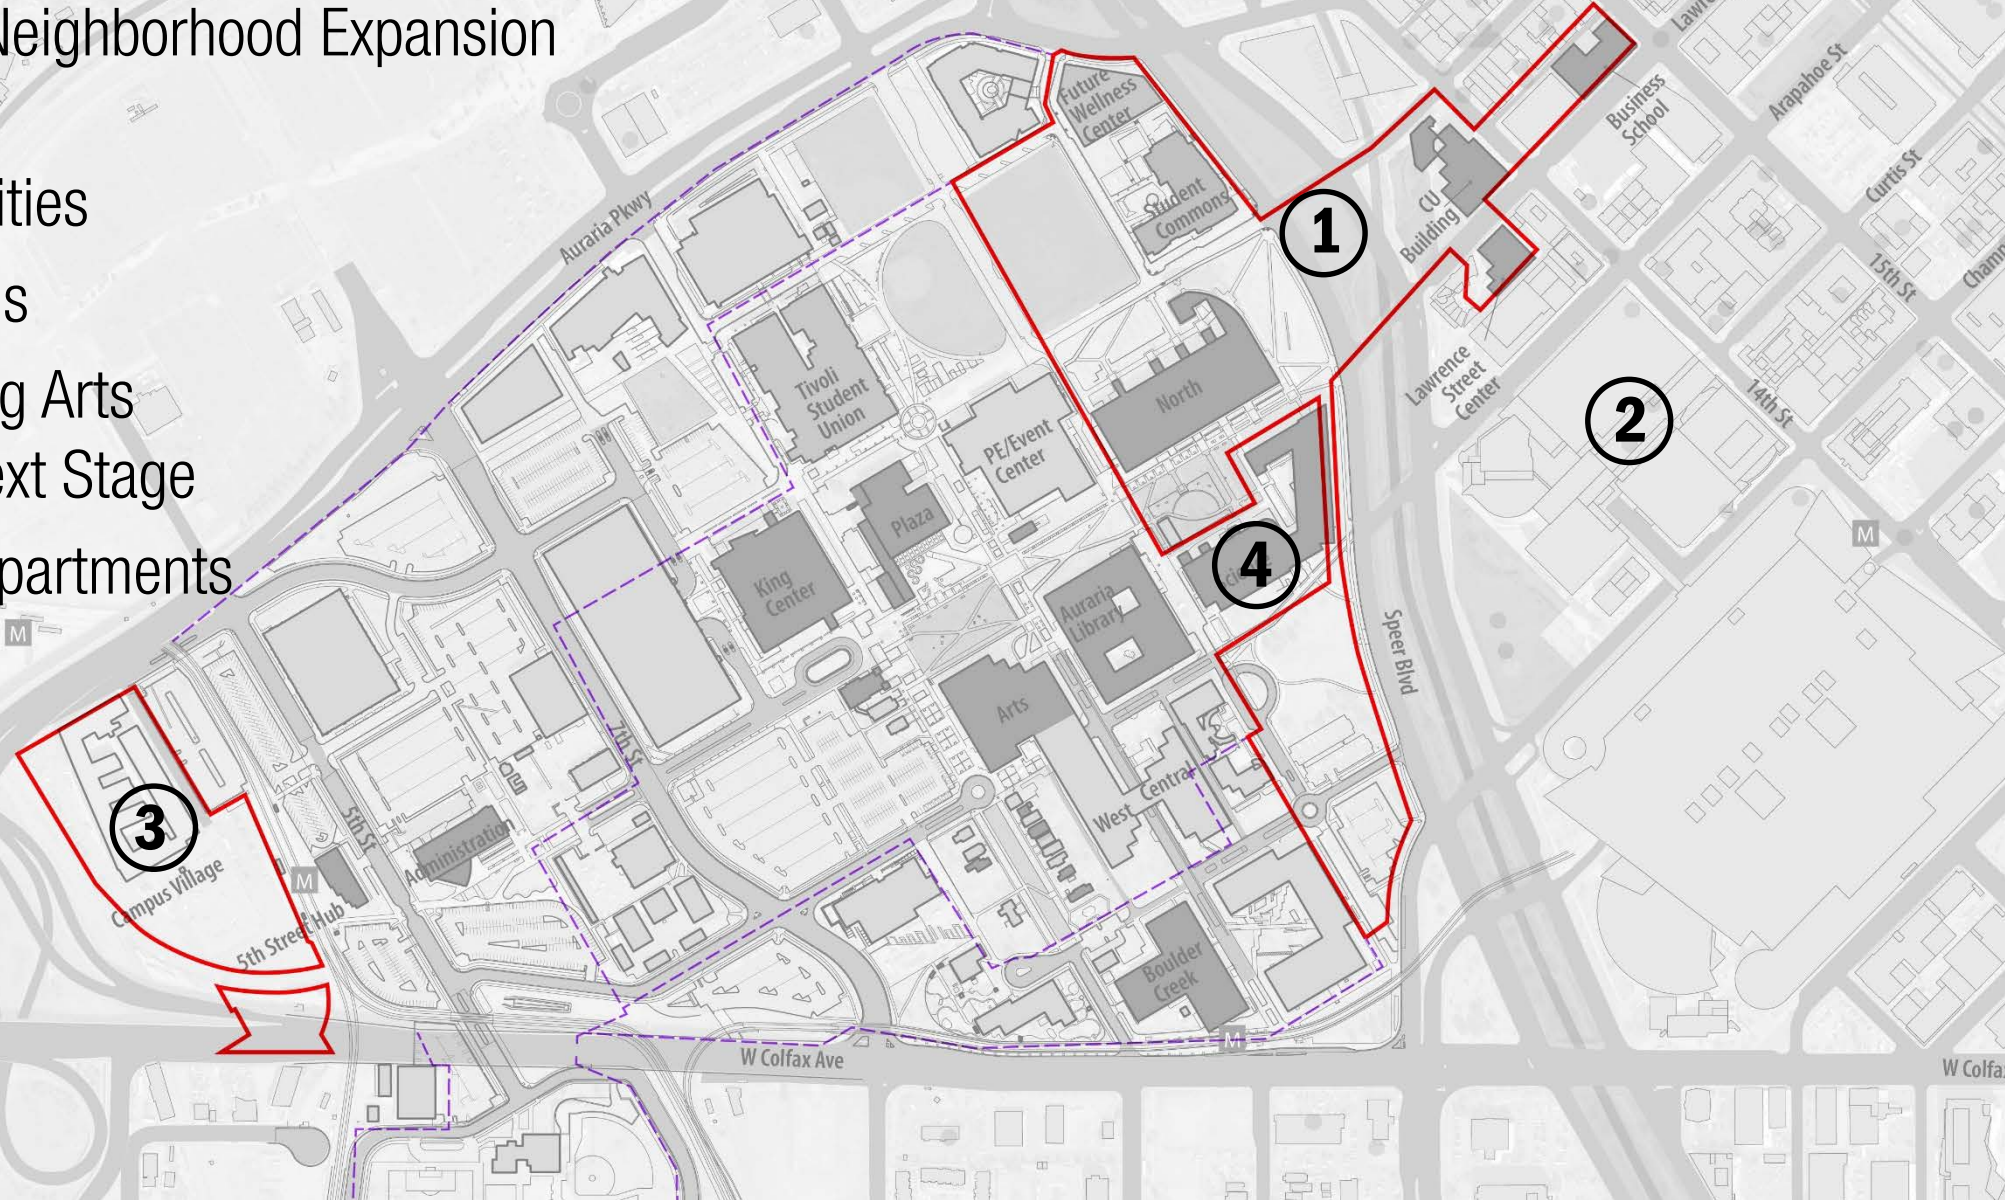 Neighborhood Expansion
ities
s
g Arts
ext Stage
partments
Future
Wellness
Center
Student
Commons
CU
Building
Business
School
Arapahoe St
Curtis St
15th St
14th St
Lawrence
Street
Center
1
2
3
4
Auraria Pkwy
Tivoli
Student
Union
PE/Event
Center
North
Plaza
King
Center
Auraria
Library
Arts
West Central
Speer Blvd
7th St
5th St
Administration
Campus Village
5th Street Hub
Boulder
Creek
W Colfax Ave
W Colfa
M
M
M
M